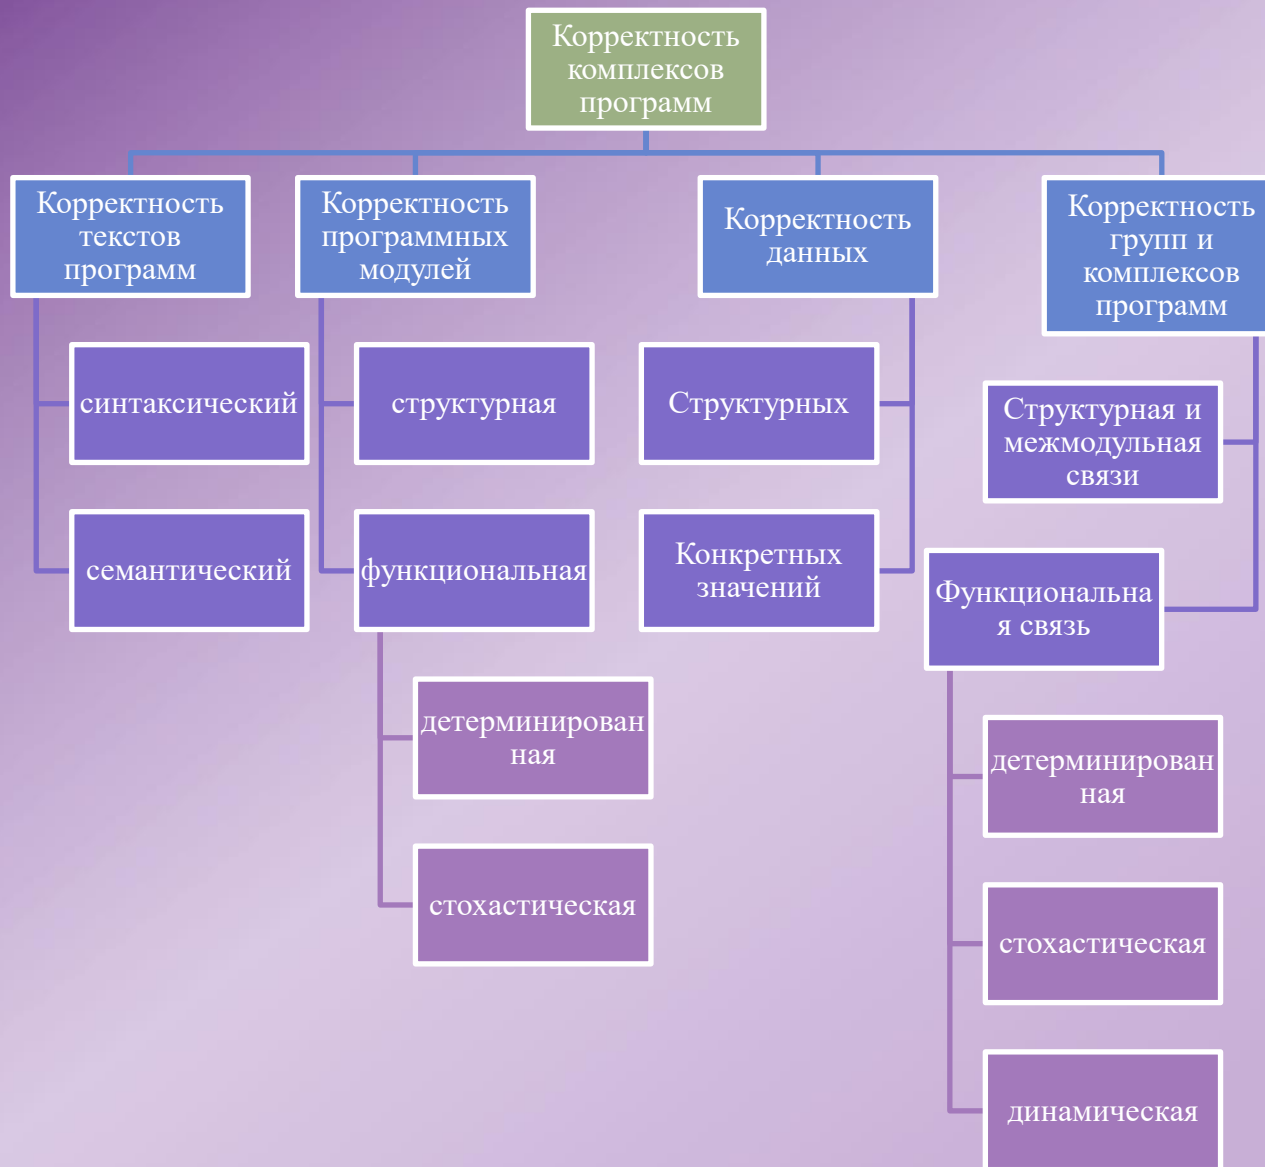 Корректность
комплексов
программ
Корректность
текстов
программ
синтаксический
семантический
Корректность
программных
модулей
структурная
функциональная
детерминирован
ная
стохастическая
Корректность
данных
Структурных
Конкретных
значений
Корректность
групп и
комплексов
программ
Структурная и
межмодульная
связи
Функциональна
я связь
детерминирован
ная
стохастическая
динамическая